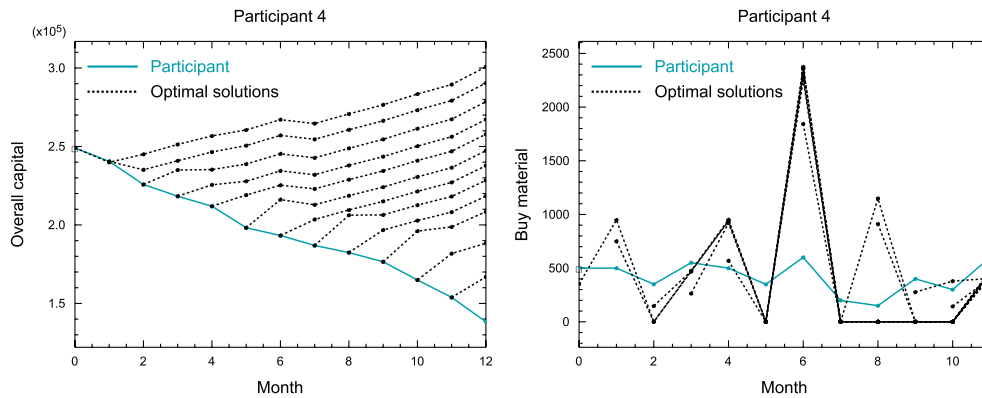 Participant 4
(x10⁵)
3.0
2.5
2.0
1.5
Overall capital
Participant
Optimal solutions
0 2 4 6 8 10 12
Month
Participant 4
2500
2000
1500
1000
500
0
Buy material
Participant
Optimal solutions
0 2 4 6 8 10
Month